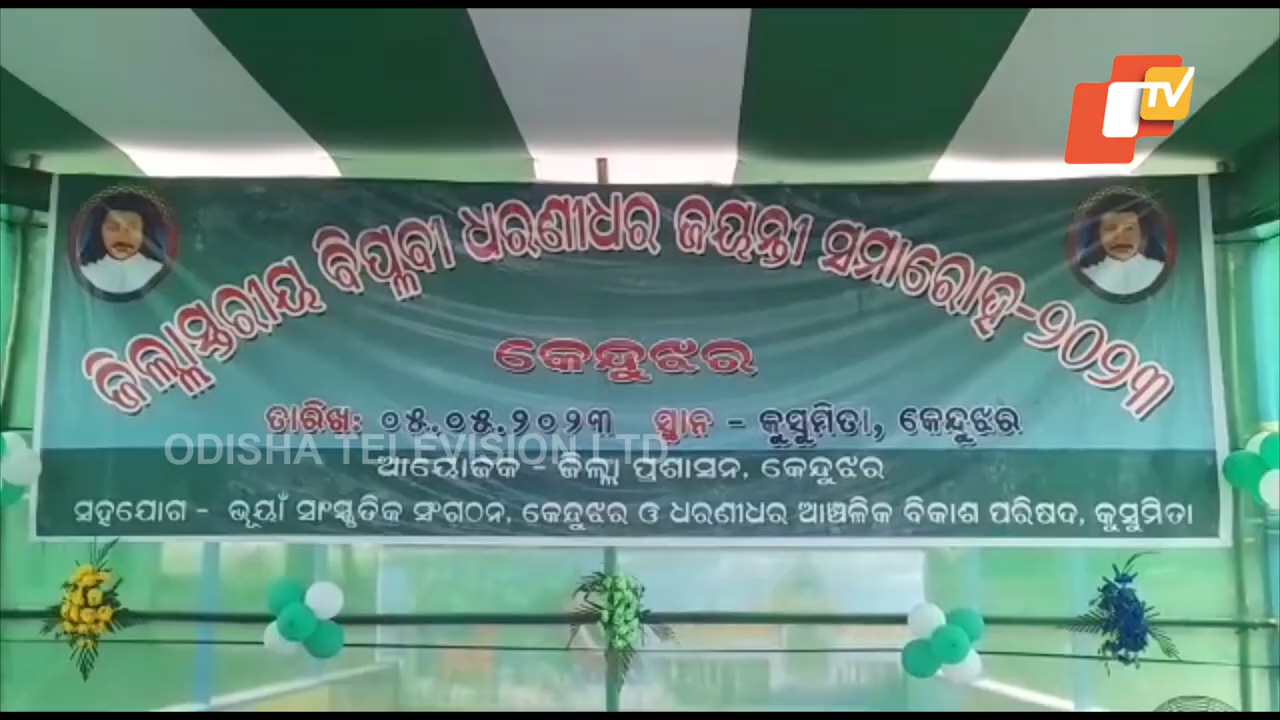 TV
ଜିଲ୍ଲାସ୍ତରୀୟ ବିପ୍ଳବୀ ଧରଣୀଧର ଜୟନ୍ତୀ ସମାରୋହ-୨୦୨୩
କେନ୍ଦୁଝର
ତାରିଖ: ୦୫.୦୫.୨୦୨୩ ସ୍ଥାନ - କୁସୁମିତା, କେନ୍ଦୁଝର
ODISHA TELEVISION LTD
ଆୟୋଜକ - ଜିଲ୍ଲା ପ୍ରଶାସନ, କେନ୍ଦୁଝର
ସହଯୋଗ - ଭୂୟାଁ ସାଂସ୍କୃତିକ ସଂଗଠନ, କେନ୍ଦୁଝର ଓ ଧରଣୀଧର ଆଞ୍ଚଳିକ ବିକାଶ ପରିଷଦ, କୁସୁମିତା